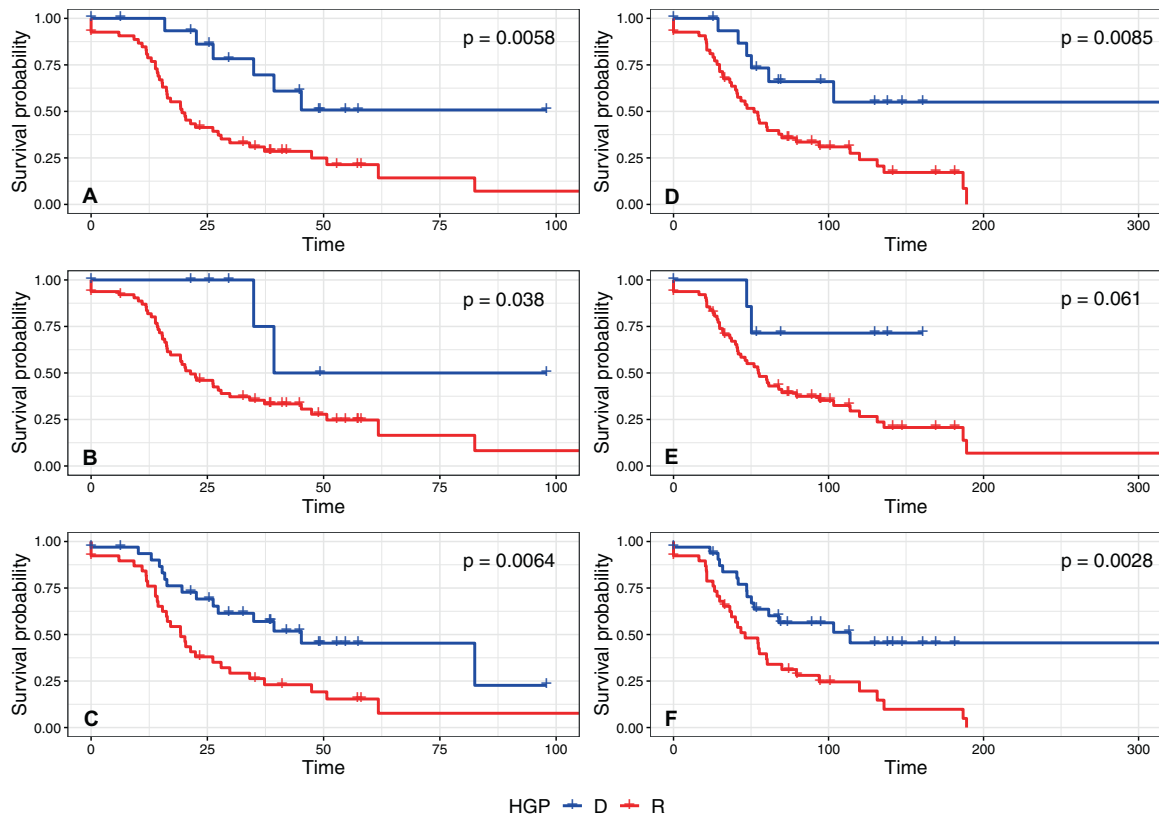 1.00
0.75
0.50
0.25
0.00
Survival probability
p = 0.0058
A
0
25
50
75
100
Time
1.00
0.75
0.50
0.25
0.00
Survival probability
p = 0.0085
D
0
100
200
300
Time
1.00
0.75
0.50
0.25
0.00
Survival probability
p = 0.038
B
0
25
50
75
100
Time
1.00
0.75
0.50
0.25
0.00
Survival probability
p = 0.061
E
0
100
200
300
Time
1.00
0.75
0.50
0.25
0.00
Survival probability
p = 0.0064
C
0
25
50
75
100
Time
1.00
0.75
0.50
0.25
0.00
Survival probability
p = 0.0028
F
0
100
200
300
Time
HGP D R